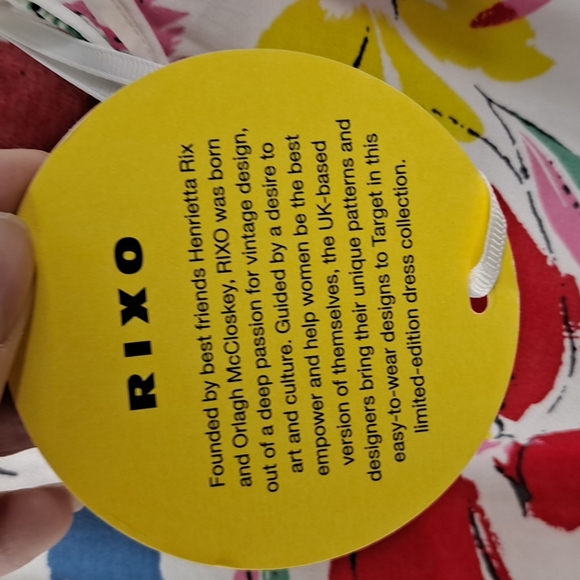 RIXO
Founded by best friends Henrietta Rix
and Orlagh McCloskey, RIXO was born
out of a deep passion for vintage design,
art and culture. Guided by a desire to
empower and help women be the best
version of themselves, the UK-based
designers bring their unique patterns and
easy-to-wear designs to Target in this
limited-edition dress collection.